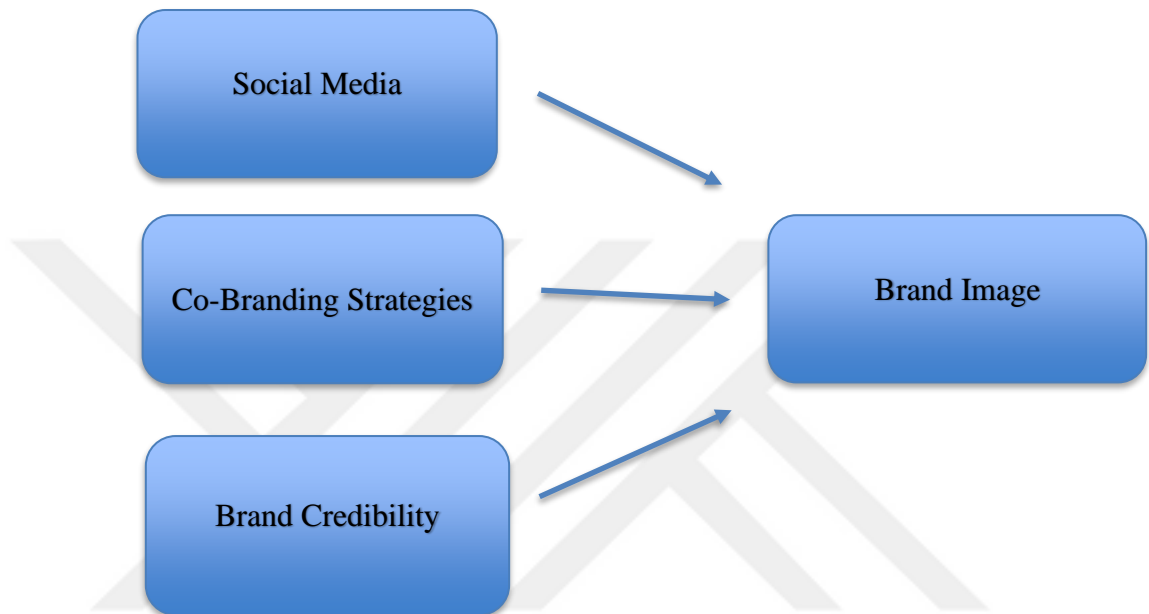 Social Media
Co-Branding Strategies
Brand Image
Brand Credibility